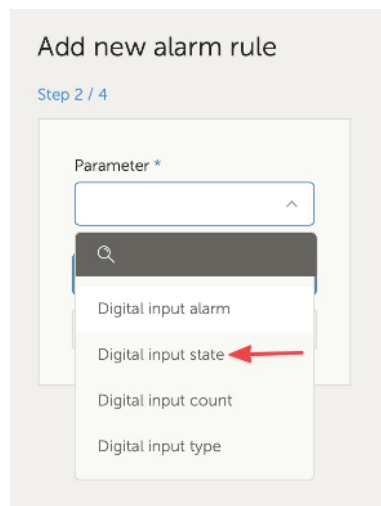 Add new alarm rule
Step 2 / 4
Parameter *
Digital input alarm
Digital input state
Digital input count
Digital input type